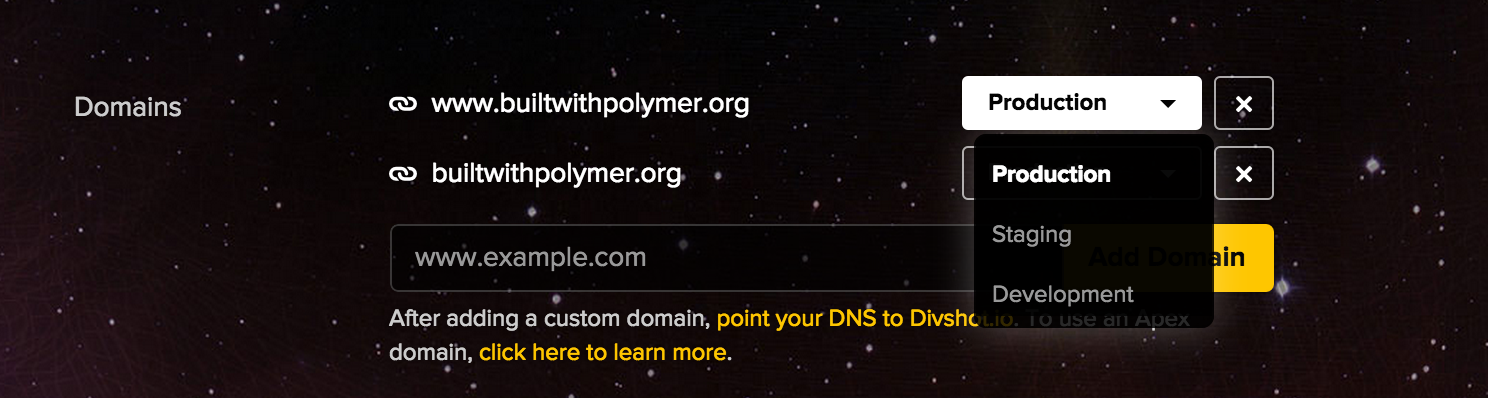 Domains
www.builtwithpolymer.org
Production
builtwithpolymer.org
Production
Staging
Development
www.example.com
Add Domain
After adding a custom domain, point your DNS to Divshot.io. To use an Apex
domain, click here to learn more.